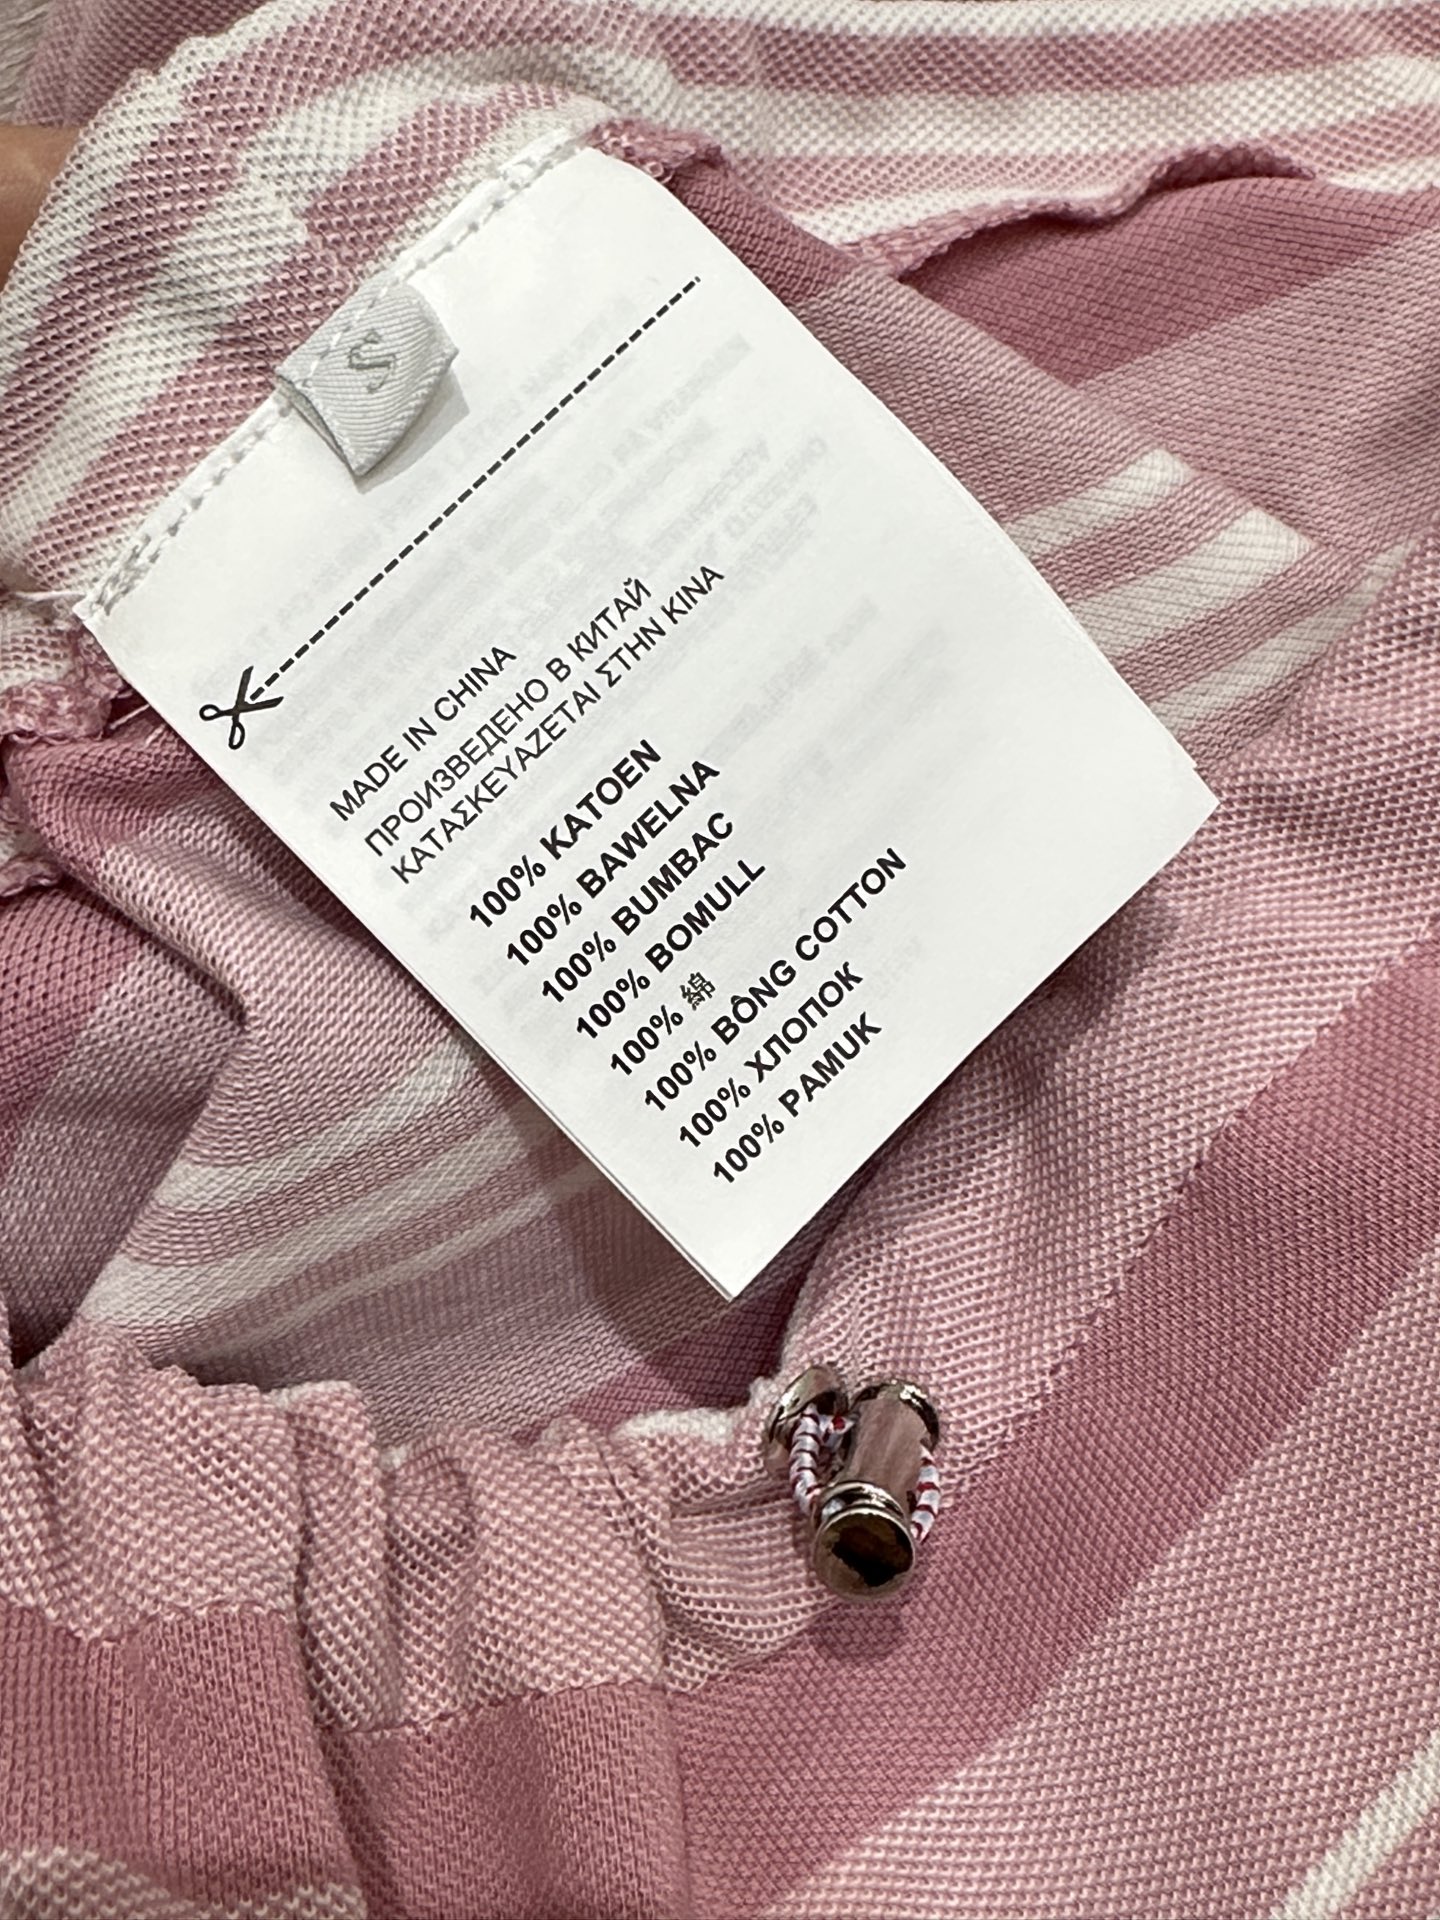 S
MADE IN CHINA
ПРОИЗВЕДЕНО В КИТАЙ
ΚΑΤΑΣΚΕΥΑΖΕΤΑΙ ΣΤΗΝ ΚΙΝΑ
100% KATOEN
100% BAWELNA
100% BUMBAC
100% BOMULL
100% 綿
100% BÔNG COTTON
100% ХЛОПОК
100% PAMUK